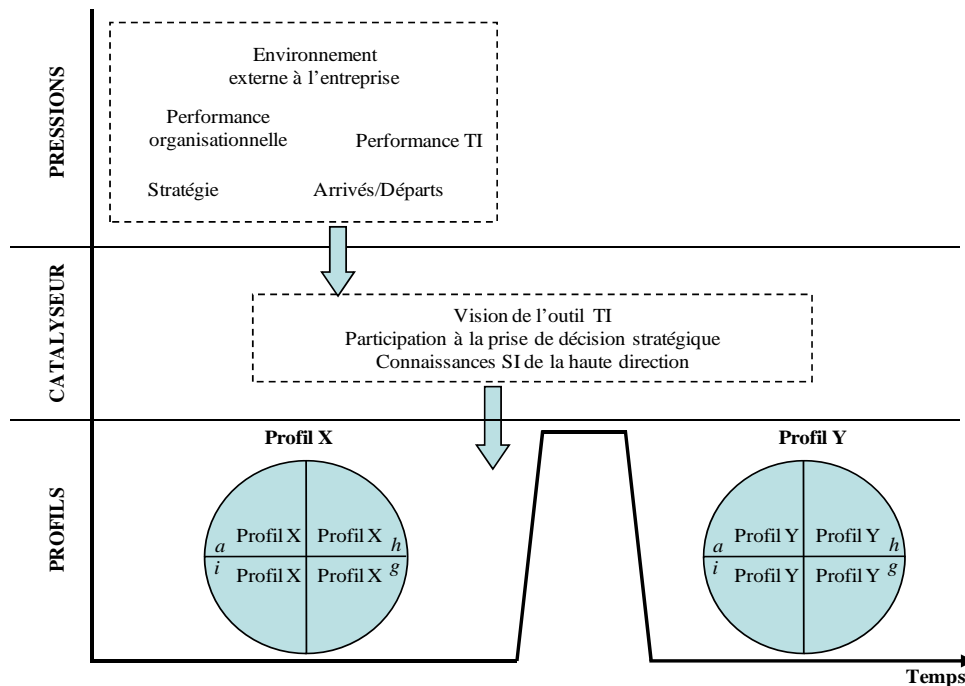 PRESSIONS
Environnement
externe à l'entreprise
Performance
organisationnelle
Performance TI
Stratégie
Arrivés/Départs
CATALYSEUR
Vision de l'outil TI
Participation à la prise de décision stratégique
Connaissances SI de la haute direction
PROFILS
Profil X
Profil X Profil X
a h
i g
Profil X Profil X
Profil Y
Profil Y Profil Y
a h
i g
Profil Y Profil Y
Temps